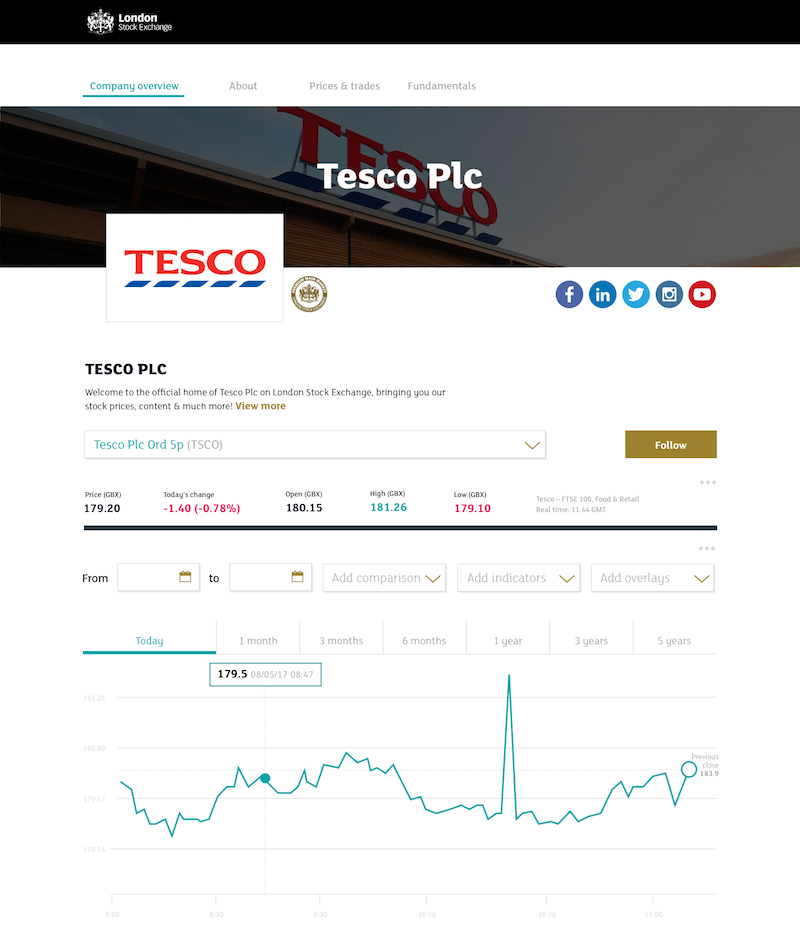 London
Stock Exchange
Company overview About Prices & trades Fundamentals
TESCO
Tesco Plc
TESCO
TESCO PLC
Welcome to the official home of Tesco Plc on London Stock Exchange, bringing you our
stock prices, content & much more! View more
Tesco Plc Ord 5p (TSCO)
Follow
Price (GBX) Today's change Open (GBX) High (GBX) Low (GBX)
179.20 -1.40 (-0.78%) 180.15 181.26 179.10
Tesco – FTSE 100, Food & Retail
Real time: 11.44 GMT
From to Add comparison Add indicators Add overlays
Today 1 month 3 months 6 months 1 year 3 years 5 years
179.5 08/05/17 08:47
181.25
180.60
179.67
179.14
Previous
close
183.9
8:30 9:30 10:00 10:30 11:00